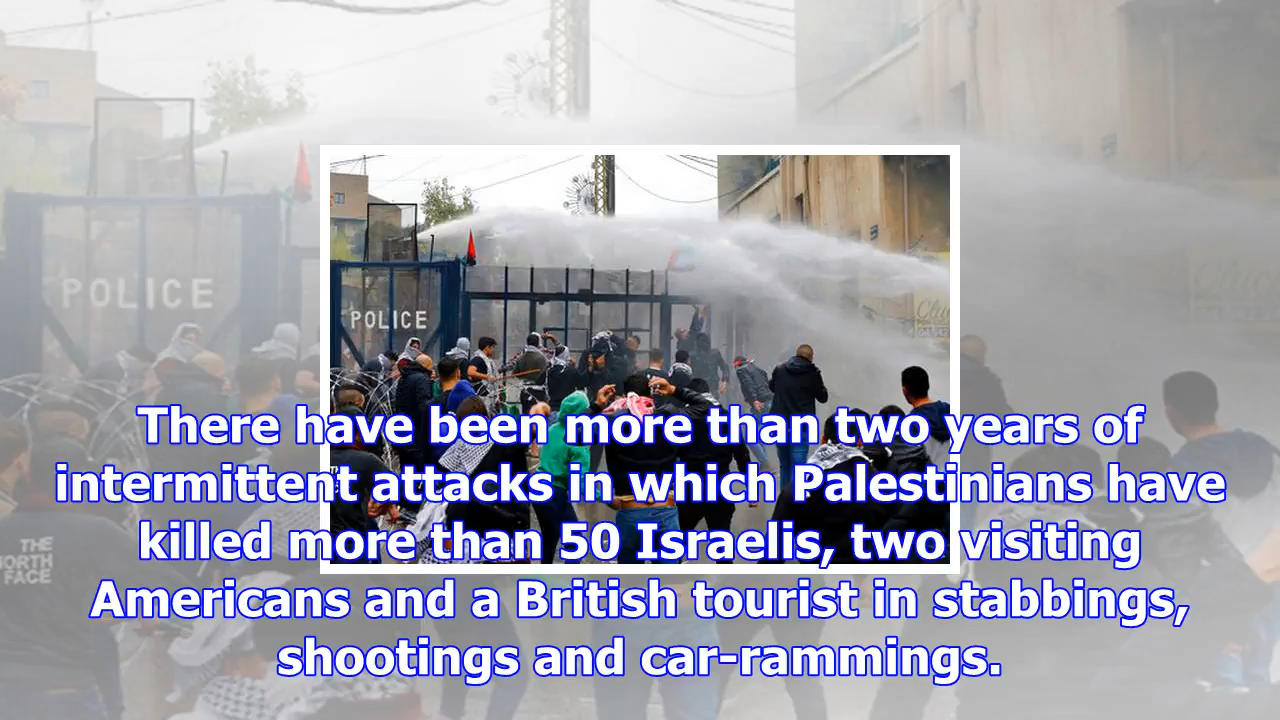 POLICE
POLICE
There have been more than two years of
intermittent attacks in which Palestinians have
killed more than 50 Israelis, two visiting
Americans and a British tourist in stabbings,
shootings and car-rammings.
THE
NORTH
FACE